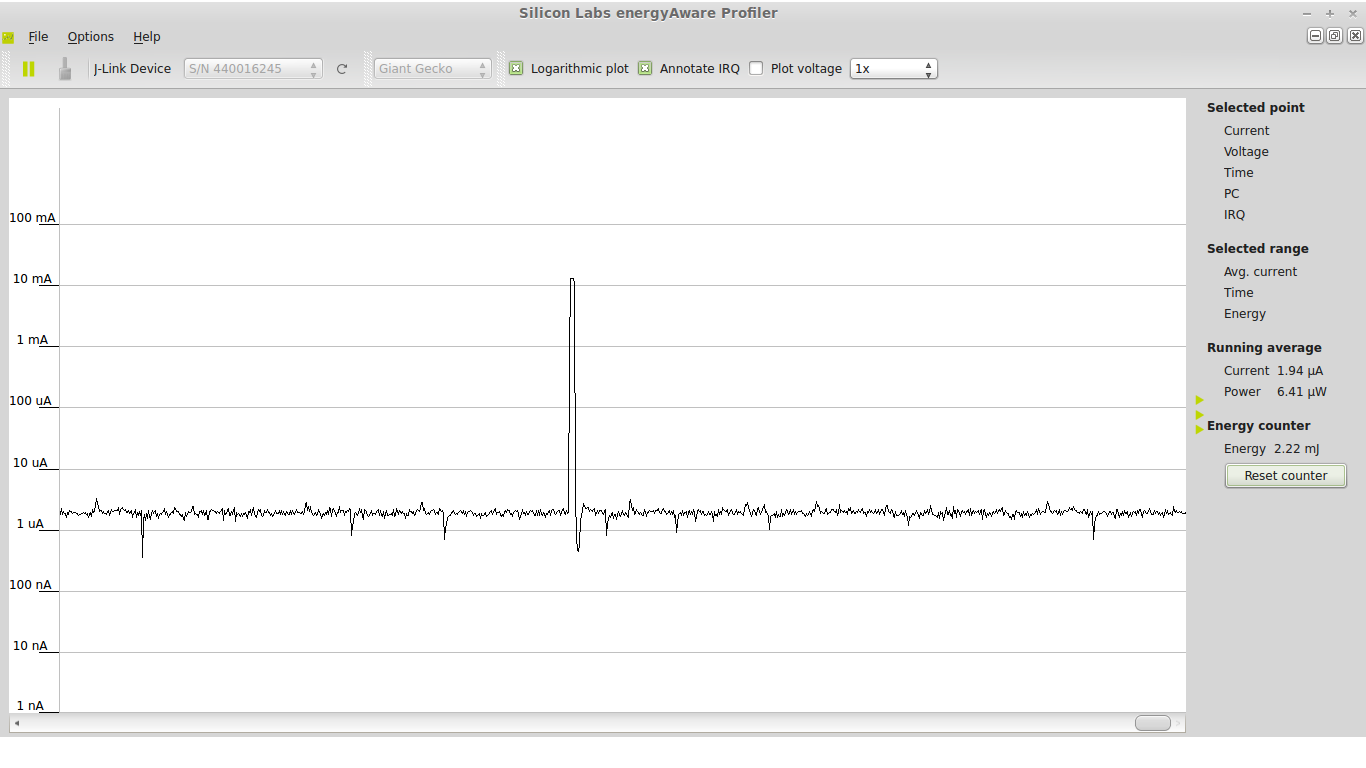 Silicon Labs energyAware Profiler
File Options Help
J-Link Device S/N 440016245 Giant Gecko Logarithmic plot Annotate IRQ Plot voltage 1x
100 mA
10 mA
1 mA
100 uA
10 uA
1 uA
100 nA
10 nA
1 nA
Selected point
Current
Voltage
Time
PC
IRQ
Selected range
Avg. current
Time
Energy
Running average
Current 1.94 µA
Power 6.41 µW
Energy counter
Energy 2.22 mJ
Reset counter